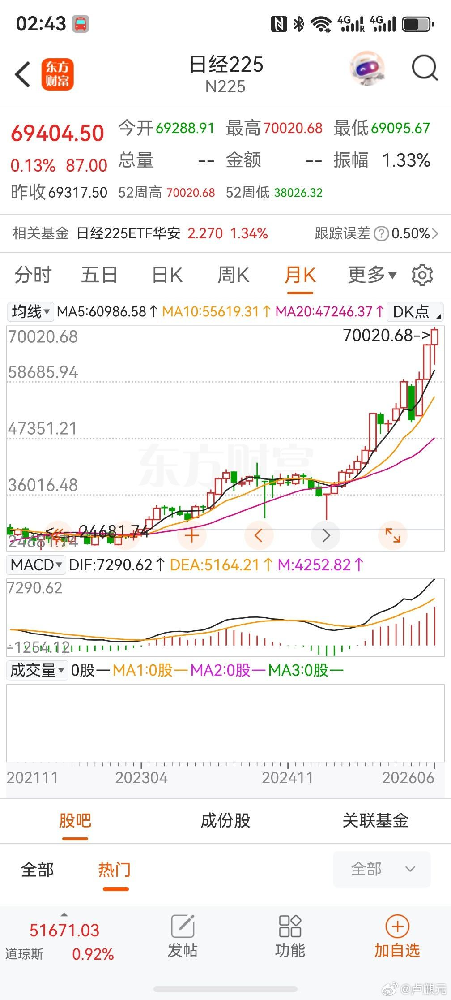 02:43
4G 4G R
东方财富
日经225
N225
69404.50 今开69288.91 最高70020.68 最低69095.67
0.13% 87.00 总量 -- 金额 -- 振幅 1.33%
昨收69317.50 52周高 70020.68 52周低 38026.32
相关基金 日经225ETF华安 2.270 1.34% 跟踪误差?0.50%>
分时 五日 日K 周K 月K 更多▼
均线▼ MA5:60986.58↑ MA10:55619.31↑ MA20:47246.37↑ DK点
70020.68 70020.68->
58685.94
47351.21
东方财富
36016.48
<--24681.74
24681.74
MACD▼ DIF:7290.62↑ DEA:5164.21↑ M:4252.82↑
7290.62
-1254.12
成交量▼ 0股— MA1:0股— MA2:0股— MA3:0股—
202111 202304 202411 202606
股吧 成份股 关联基金
全部 热门 全部
51671.03
道琼斯 0.92%
发帖 功能 加自选
@卢麒元